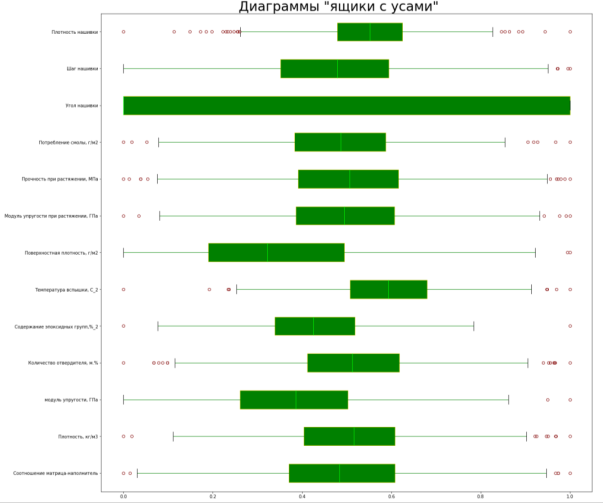 Диаграммы "ящики с усами"
Плотность нашивки
Шаг нашивки
Угол нашивки
Потребление смолы, г/м2
Прочность при растяжении, МПа
Модуль упругости при растяжении, ГПа
Поверхностная плотность, г/м2
Температура вспышки, С_2
Содержание эпоксидных групп,%_2
Количество отвердителя, м.%
модуль упругости, ГПа
Плотность, кг/м3
Соотношение матрица-наполнитель
0.0 0.2 0.4 0.6 0.8 1.0